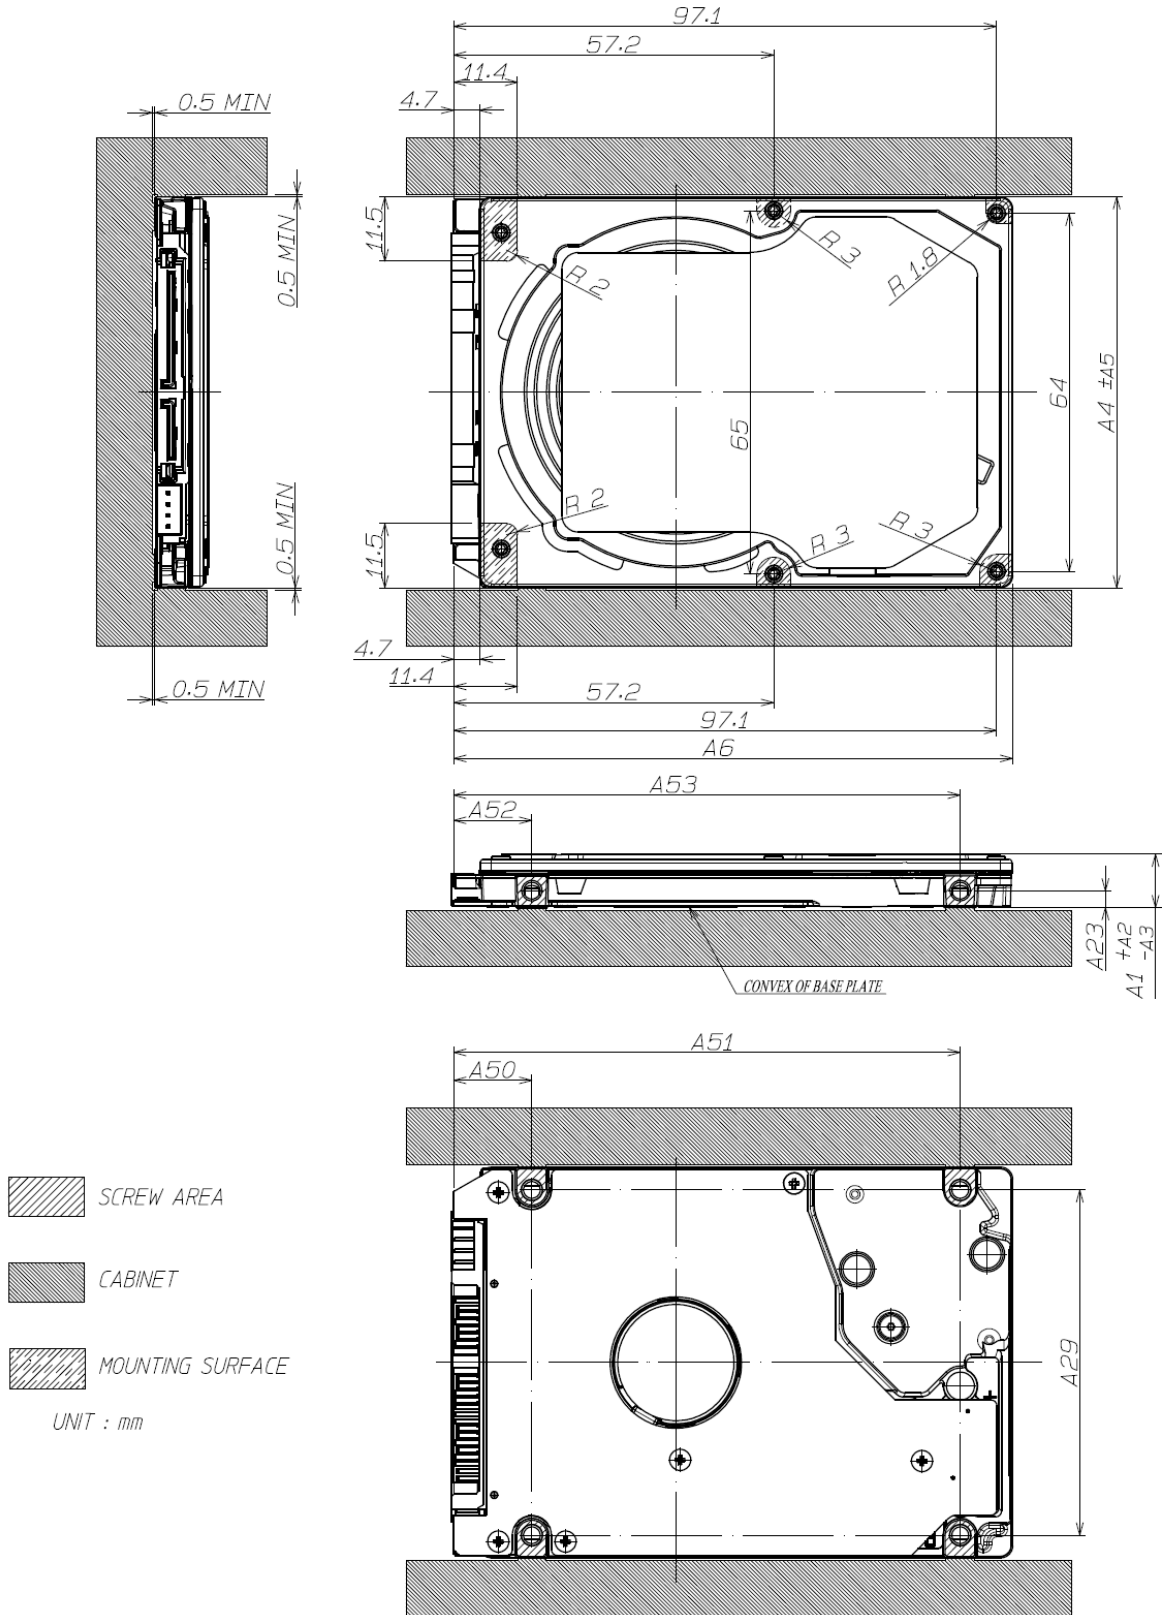 97.1
57.2
11.4
4.7
0.5 MIN
0.5 MIN
11.5
R 2
R 3
R 1.8
65
64
A4 ±A5
0.5 MIN
11.5
R 2
R 3
R 3
0.5 MIN
4.7
11.4
57.2
97.1
A6
A53
A52
A23
A1 +A2 -A3
CONVEX OF BASE PLATE
A51
A50
A29
SCREW AREA
CABINET
MOUNTING SURFACE
UNIT : mm